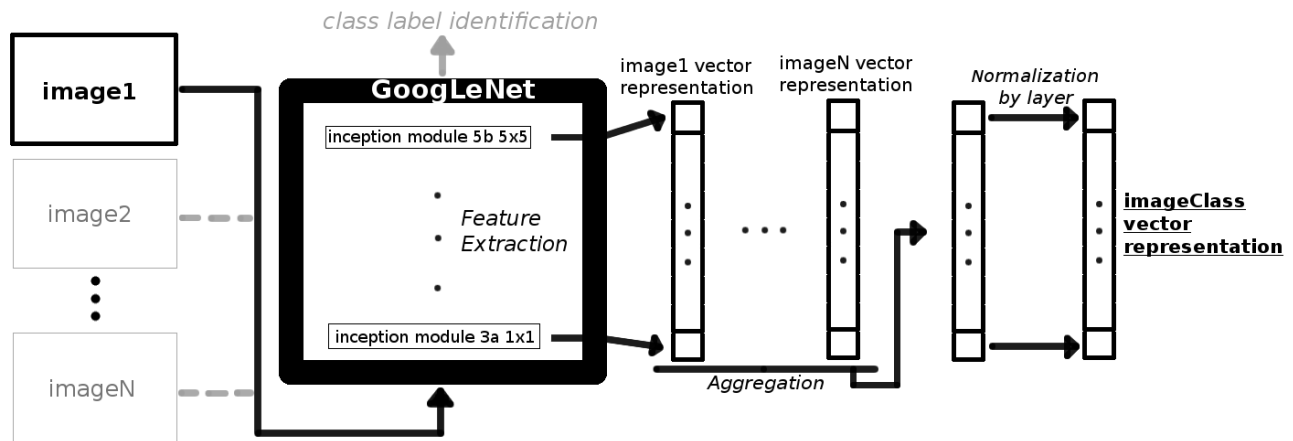 class label identification
image1
image2
imageN
GoogLeNet
inception module 5b 5x5
Feature
Extraction
inception module 3a 1x1
image1 vector
representation
imageN vector
representation
Aggregation
Normalization
by layer
imageClass
vector
representation